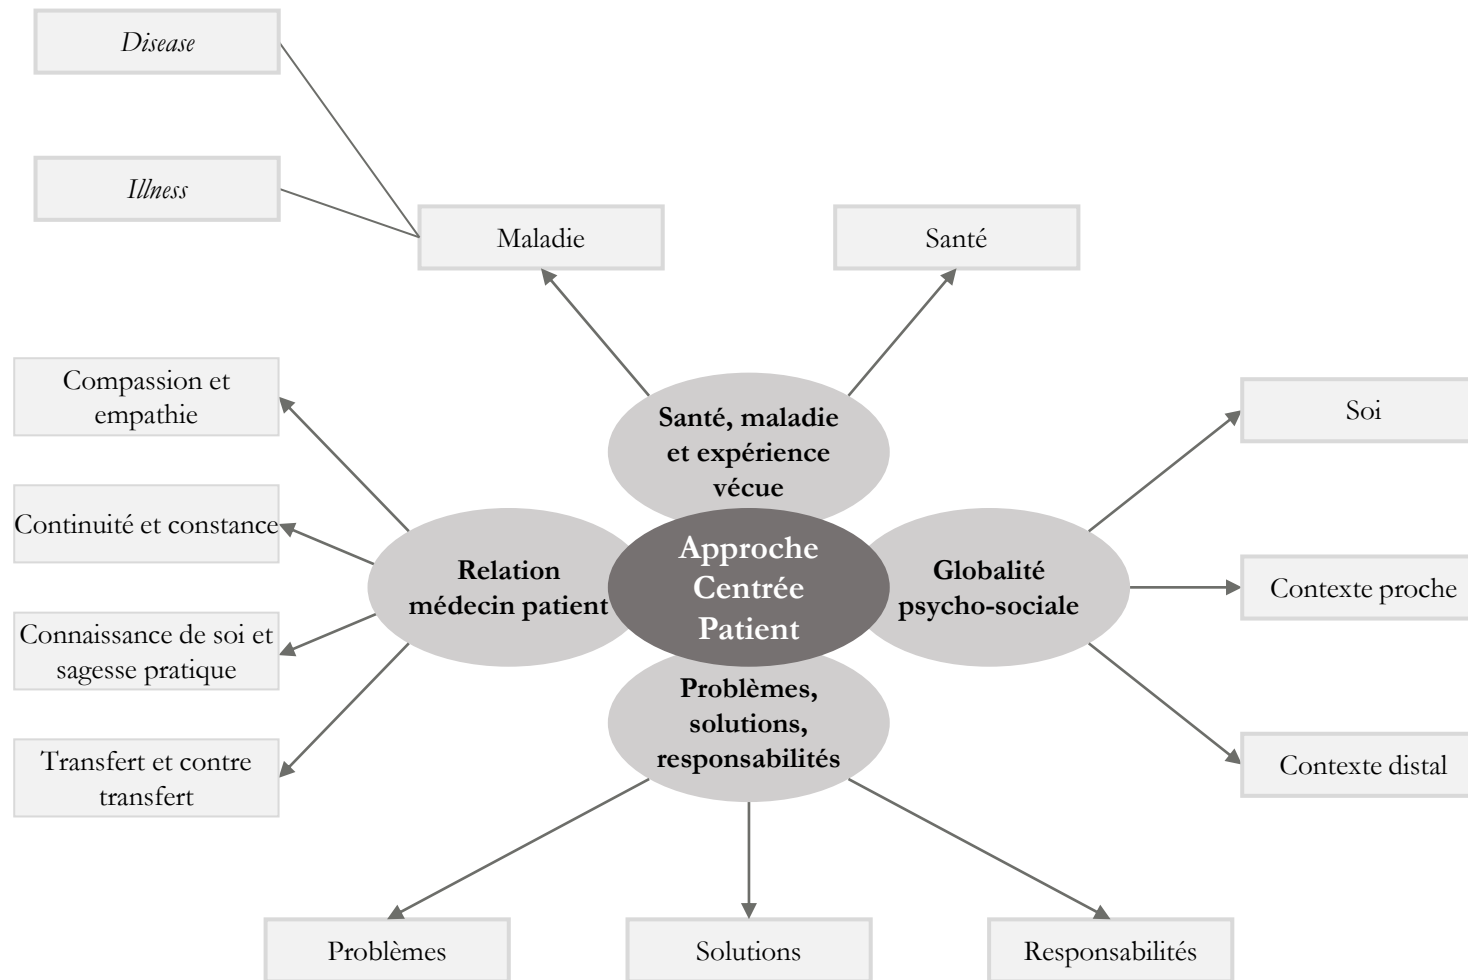 Disease
Illness
Maladie
Santé
Compassion et
empathie
Continuité et constance
Connaissance de soi et
sagesse pratique
Transfert et contre
transfert
Santé, maladie
et expérience
vécue
Relation
médecin patient
Approche
Centrée
Patient
Globalité
psycho-sociale
Problèmes,
solutions,
responsabilités
Soi
Contexte proche
Contexte distal
Problèmes
Solutions
Responsabilités